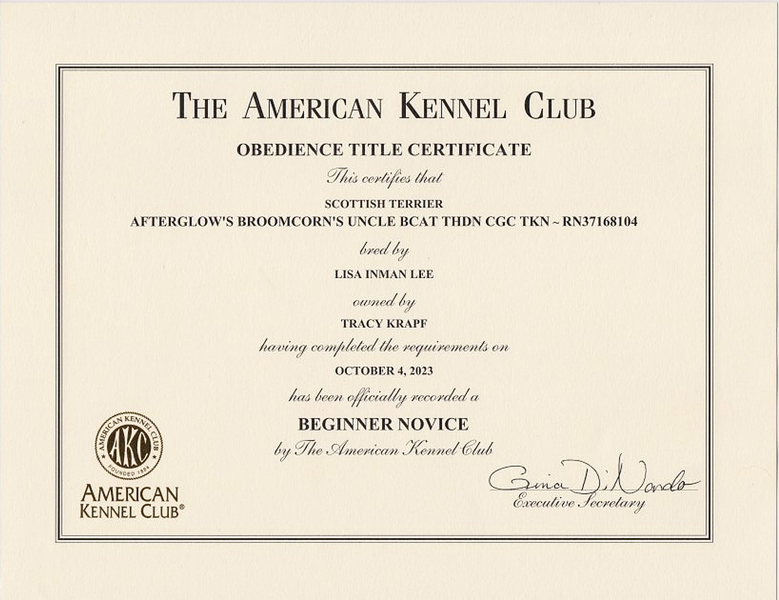 THE AMERICAN KENNEL CLUB
OBEDIENCE TITLE CERTIFICATE
This certifies that
SCOTTISH TERRIER
AFTERGLOW'S BROOMCORN'S UNCLE BCAT THDN CGC TKN ~ RN37168104
bred by
LISA INMAN LEE
owned by
TRACY KRAPF
having completed the requirements on
OCTOBER 4, 2023
has been officially recorded a
BEGINNER NOVICE
by The American Kennel Club
AMERICAN KENNEL CLUB
AKC
FOUNDED 1884
AMERICAN
KENNEL CLUB®
Gina DiNardo
Executive Secretary